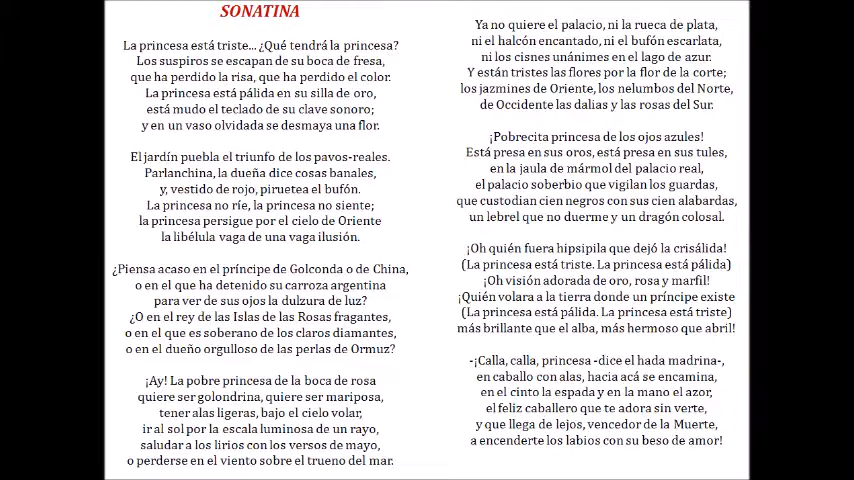 SONATINA
La princesa está triste... ¿Qué tendrá la princesa?
Los suspiros se escapan de su boca de fresa,
que ha perdido la risa, que ha perdido el color.
La princesa está pálida en su silla de oro,
está mudo el teclado de su clave sonoro;
y en un vaso olvidada se desmaya una flor.
El jardín puebla el triunfo de los pavos-reales.
Parlanchina, la dueña dice cosas banales,
y, vestido de rojo, piruetea el bufón.
La princesa no ríe, la princesa no siente;
la princesa persigue por el cielo de Oriente
la libélula vaga de una vaga ilusión.
¿Piensa acaso en el príncipe de Golconda o de China,
o en el que ha detenido su carroza argentina
para ver de sus ojos la dulzura de luz?
¿O en el rey de las Islas de las Rosas fragantes,
o en el que es soberano de los claros diamantes,
o en el dueño orgulloso de las perlas de Ormuz?
¡Ay! La pobre princesa de la boca de rosa
quiere ser golondrina, quiere ser mariposa,
tener alas ligeras, bajo el cielo volar,
ir al sol por la escala luminosa de un rayo,
saludar a los lirios con los versos de mayo,
o perderse en el viento sobre el trueno del mar.
Ya no quiere el palacio, ni la rueca de plata,
ni el halcón encantado, ni el bufón escarlata,
ni los cisnes unánimes en el lago de azur.
Y están tristes las flores por la flor de la corte;
los jazmines de Oriente, los nelumbos del Norte,
de Occidente las dalias y las rosas del Sur.
¡Pobrecita princesa de los ojos azules!
Está presa en sus oros, está presa en sus tules,
en la jaula de mármol del palacio real,
el palacio soberbio que vigilan los guardas,
que custodian cien negros con sus cien alabardas,
un lebrel que no duerme y un dragón colosal.
¡Oh quién fuera hipsipila que dejó la crisálida!
(La princesa está triste. La princesa está pálida)
¡Oh visión adorada de oro, rosa y marfil!
¡Quién volara a la tierra donde un príncipe existe
(La princesa está pálida. La princesa está triste)
más brillante que el alba, más hermoso que abril!
-¡Calla, calla, princesa -dice el hada madrina-,
en caballo con alas, hacia acá se encamina,
en el cinto la espada y en la mano el azor,
el feliz caballero que te adora sin verte,
y que llega de lejos, vencedor de la Muerte,
a encenderte los labios con su beso de amor!